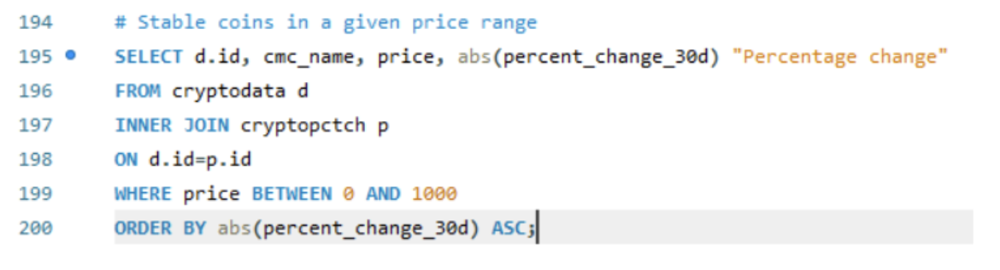 194 # Stable coins in a given price range
195 SELECT d.id, cmc_name, price, abs(percent_change_30d) "Percentage change"
196 FROM cryptodata d
197 INNER JOIN cryptopctch p
198 ON d.id=p.id
199 WHERE price BETWEEN 0 AND 1000
200 ORDER BY abs(percent_change_30d) ASC;